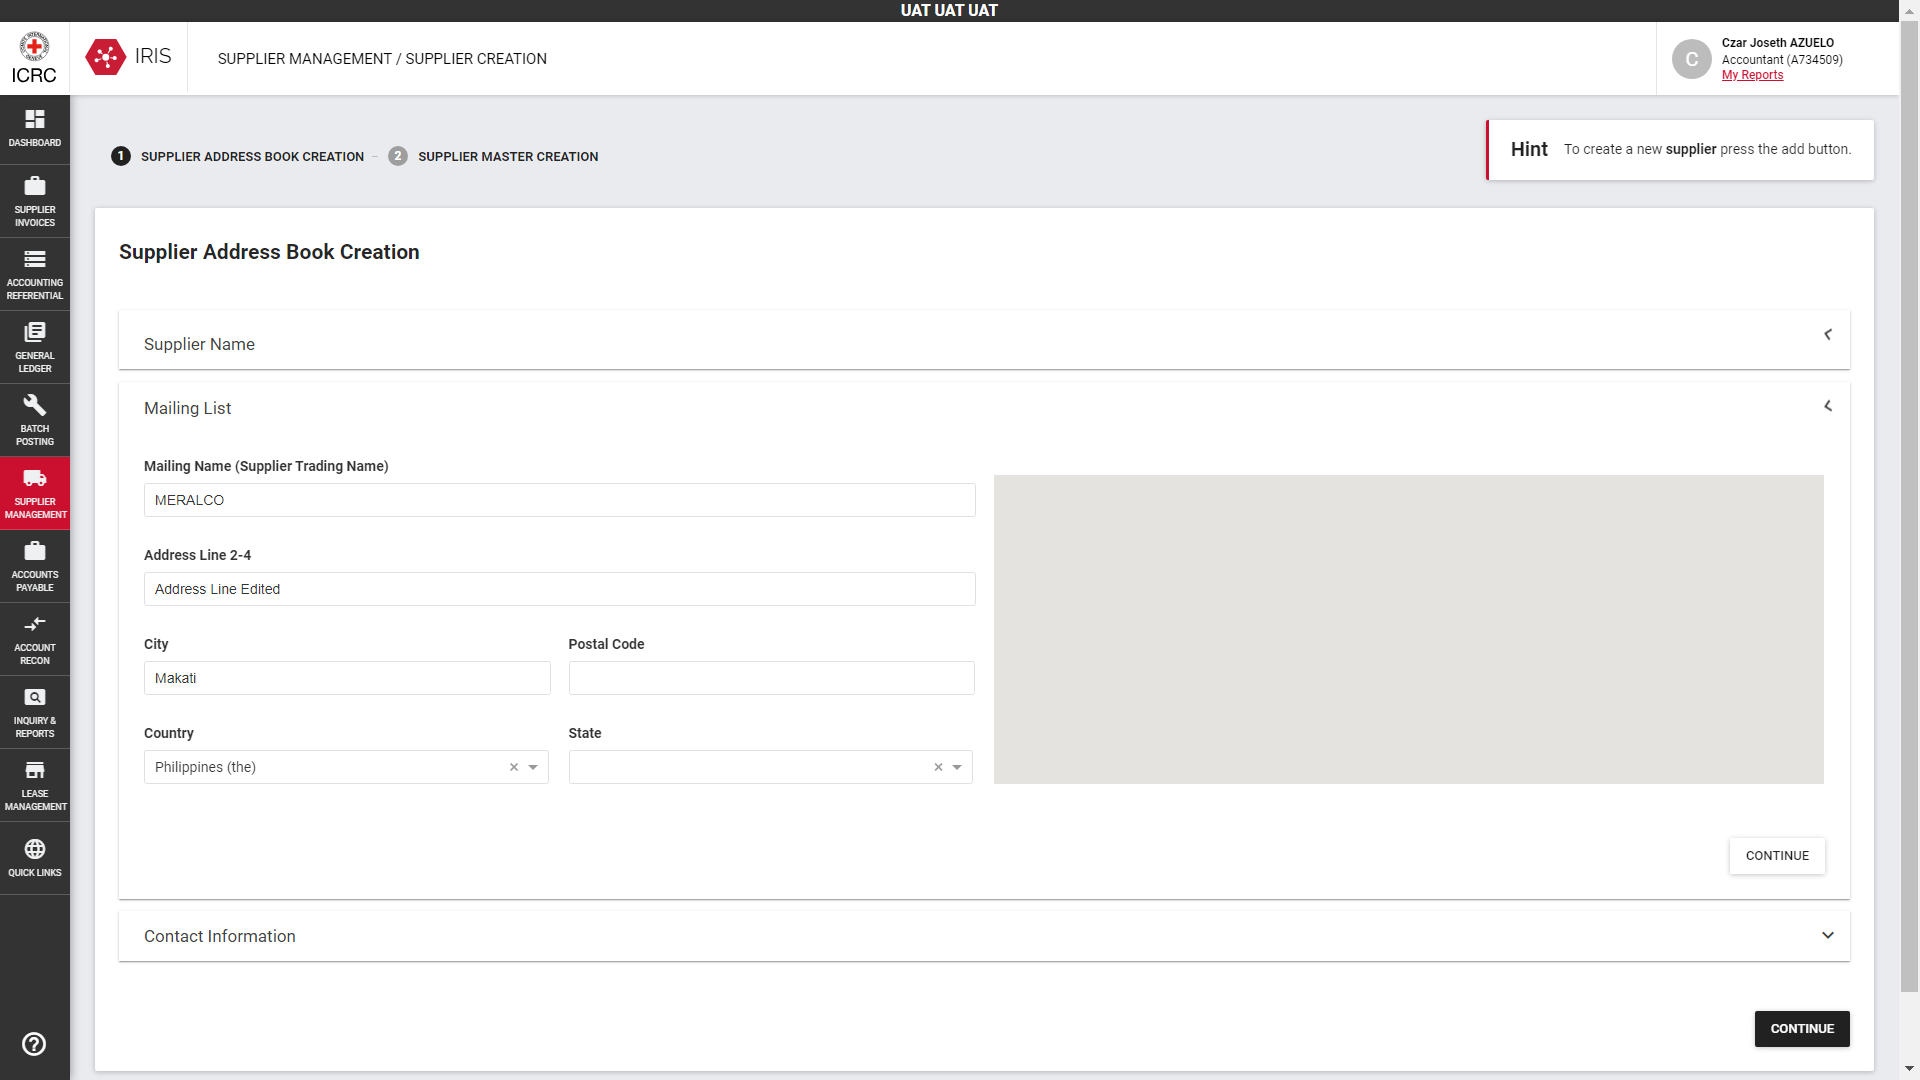 UAT UAT UAT
ICRC
IRIS
SUPPLIER MANAGEMENT / SUPPLIER CREATION
C
Czar Joseth AZUELO
Accountant (A734509)
My Reports
DASHBOARD
SUPPLIER
INVOICES
ACCOUNTING
REFERENTIAL
GENERAL
LEDGER
BATCH
POSTING
SUPPLIER
MANAGEMENT
ACCOUNTS
PAYABLE
ACCOUNT
RECON
INQUIRY &
REPORTS
LEASE
MANAGEMENT
QUICK LINKS
1 SUPPLIER ADDRESS BOOK CREATION – 2 SUPPLIER MASTER CREATION
Hint To create a new supplier press the add button.
Supplier Address Book Creation
Supplier Name
Mailing List
Mailing Name (Supplier Trading Name)
MERALCO
Address Line 2-4
Address Line Edited
City Postal Code
Makati
Country State
Philippines (the)
CONTINUE
Contact Information
CONTINUE